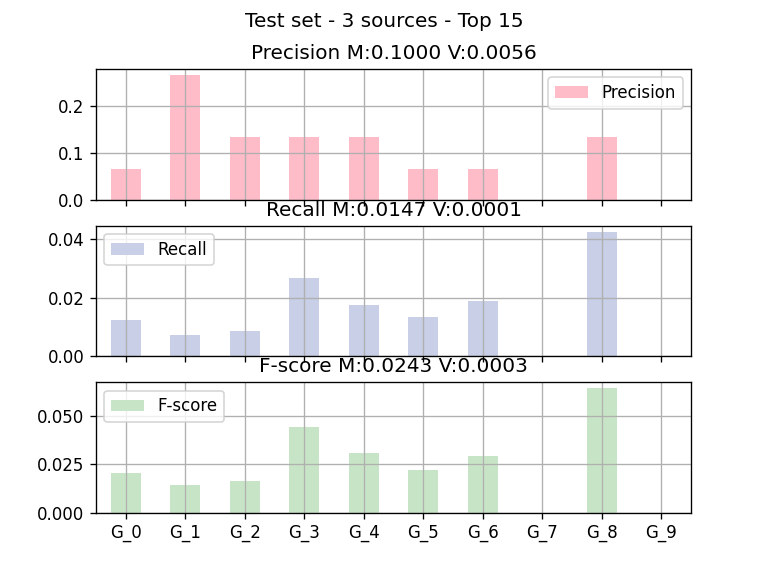 Test set - 3 sources - Top 15
Precision M:0.1000 V:0.0056
Precision
0.2
0.1
0.0
Recall M:0.0147 V:0.0001
Recall
0.04
0.02
0.00
F-score M:0.0243 V:0.0003
F-score
0.050
0.025
0.000
G_0 G_1 G_2 G_3 G_4 G_5 G_6 G_7 G_8 G_9